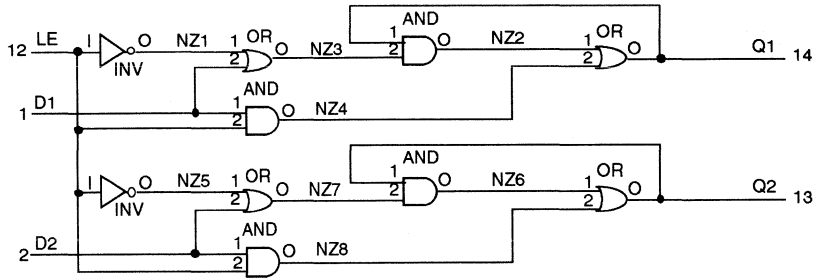 AND
LE I O NZ1 1 OR O NZ3 1 O NZ2 1 OR O Q1
12 2 2 2 14
INV
D1 AND
1 1 O NZ4
2
AND
I O NZ5 1 OR O NZ7 1 O NZ6 1 OR O Q2
2 2 2 13
INV
D2 AND
2 1 O NZ8
2